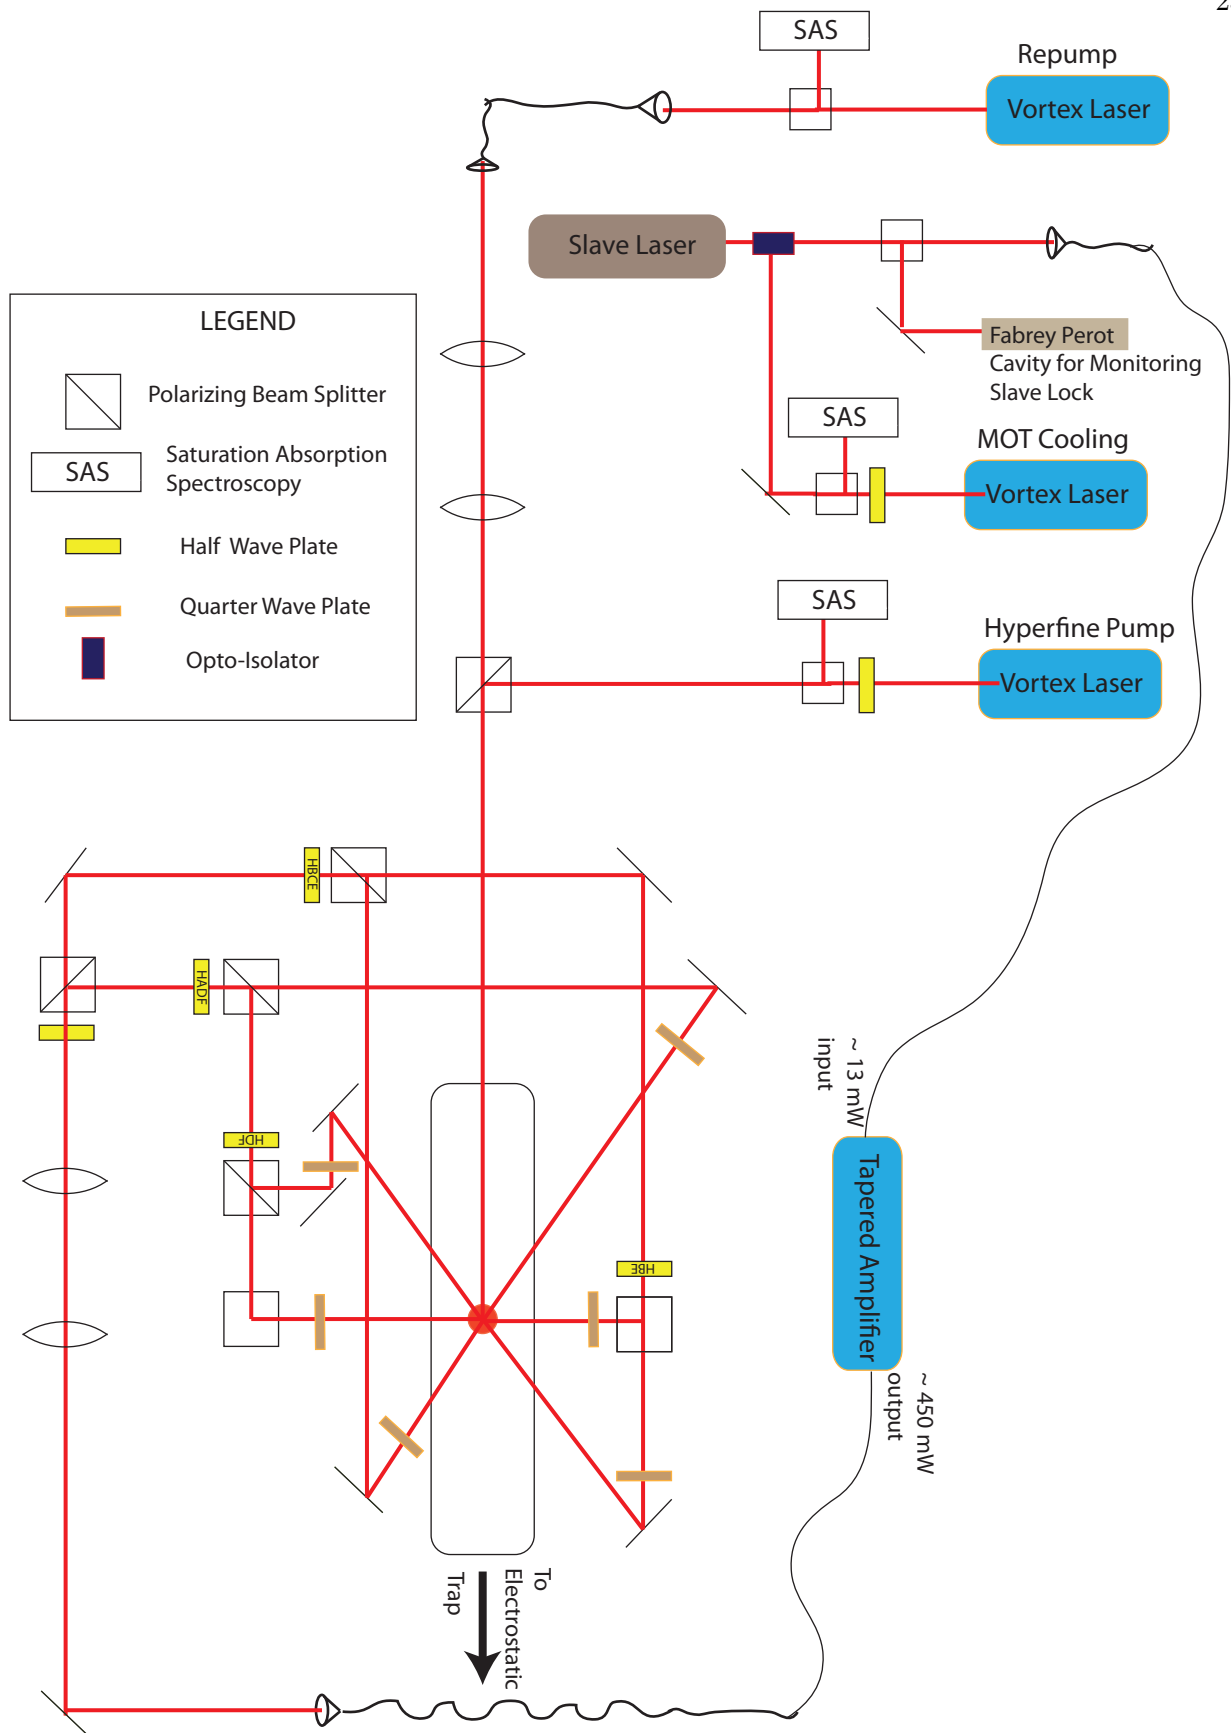 2
SAS
Repump
Vortex Laser
Slave Laser
Fabrey Perot
Cavity for Monitoring
Slave Lock
SAS
MOT Cooling
Vortex Laser
LEGEND
Polarizing Beam Splitter
SAS
Saturation Absorption
Spectroscopy
Half Wave Plate
Quarter Wave Plate
Opto-Isolator
SAS
Hyperfine Pump
Vortex Laser
HBCE
HADF
HDF
HBE
~ 13 mW
input
Tapered Amplifier
~ 450 mW
output
To
Electrostatic
Trap